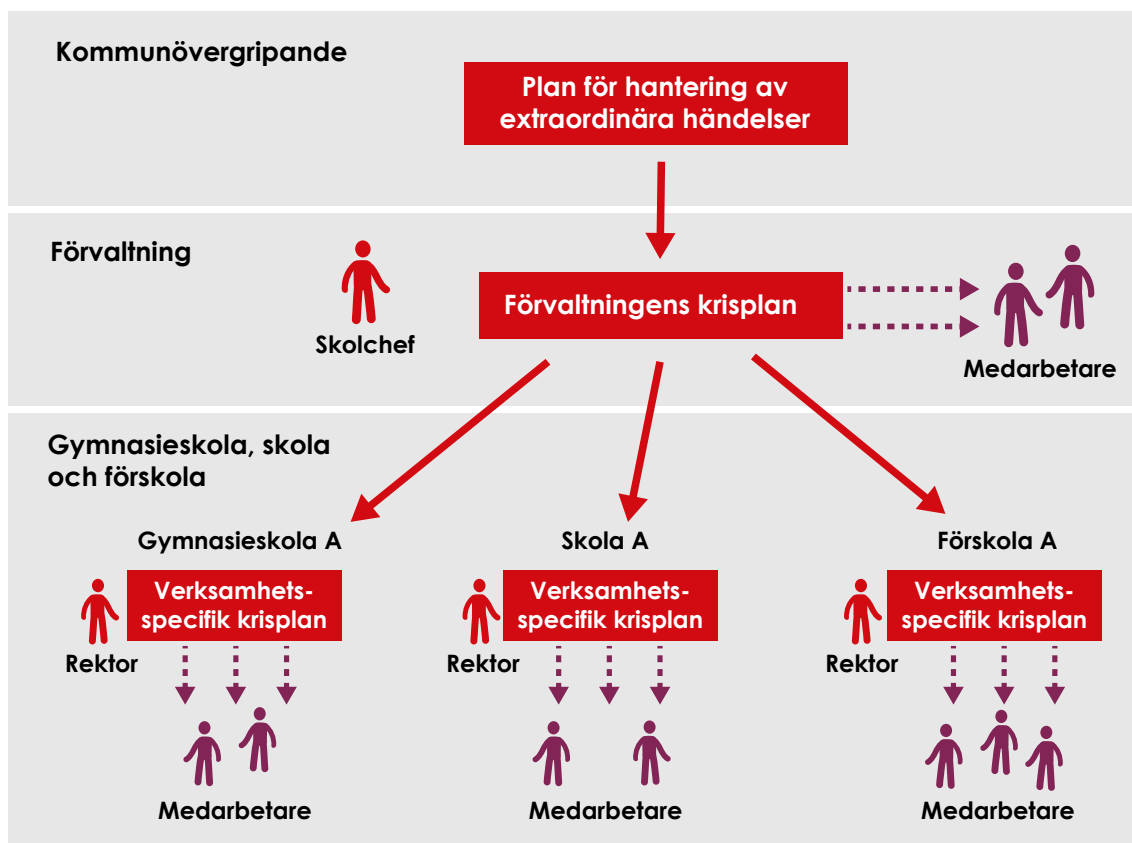 Kommunövergripande
Plan för hantering av
extraordinära händelser
Förvaltning
Skolchef
Förvaltningens krisplan
Medarbetare
Gymnasieskola, skola
och förskola
Gymnasieskola A
Verksamhets-
specifik krisplan
Rektor
Medarbetare
Skola A
Verksamhets-
specifik krisplan
Rektor
Medarbetare
Förskola A
Verksamhets-
specifik krisplan
Rektor
Medarbetare